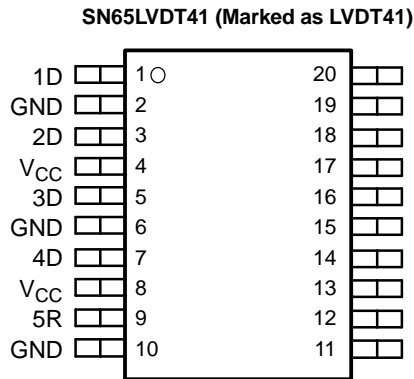 SN65LVDT41 (Marked as LVDT41)
1D 1 20
GND 2 19
2D 3 18
VCC 4 17
3D 5 16
GND 6 15
4D 7 14
VCC 8 13
5R 9 12
GND 10 11